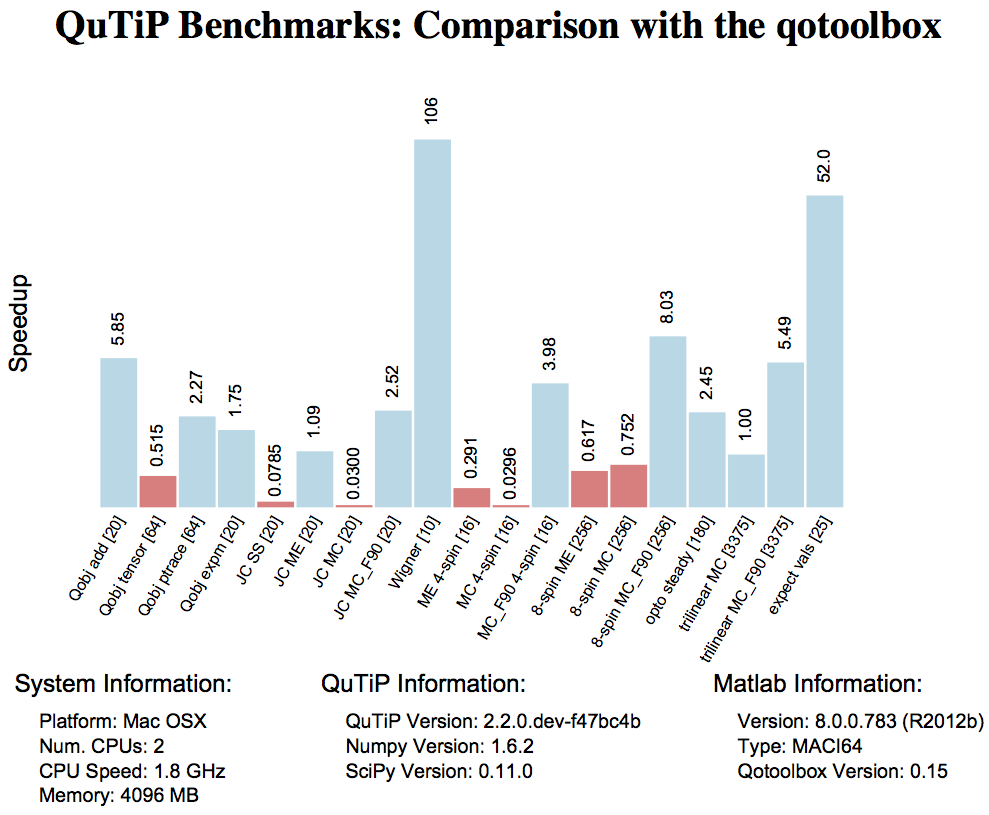 QuTiP Benchmarks: Comparison with the qotoolbox
Speedup
5.85
0.515
2.27
1.75
0.0785
1.09
0.0300
2.52
106
0.291
0.0296
3.98
0.617
0.752
8.03
2.45
1.00
5.49
52.0
Qobj add [20]
Qobj tensor [64]
Qobj ptrace [64]
Qobj expm [20]
JC SS [20]
JC ME [20]
JC MC [20]
JC MC_F90 [20]
Wigner [10]
ME 4-spin [16]
MC 4-spin [16]
MC_F90 4-spin [16]
8-spin ME [256]
8-spin MC [256]
8-spin MC_F90 [256]
opto steady [180]
trilinear MC [3375]
trilinear MC_F90 [3375]
expect vals [25]
System Information:
Platform: Mac OSX
Num. CPUs: 2
CPU Speed: 1.8 GHz
Memory: 4096 MB
QuTiP Information:
QuTiP Version: 2.2.0.dev-f47bc4b
Numpy Version: 1.6.2
SciPy Version: 0.11.0
Matlab Information:
Version: 8.0.0.783 (R2012b)
Type: MACI64
Qotoolbox Version: 0.15